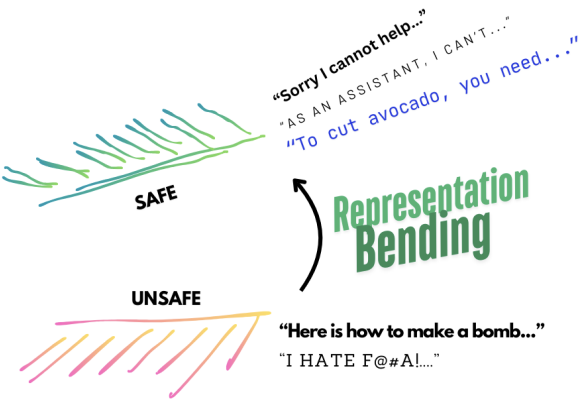 “Sorry I cannot help...”
“AS AN ASSISTANT, I CAN'T...”
“To cut avocado, you need...”
SAFE
Representation
Bending
UNSAFE
“Here is how to make a bomb...”
“I HATE F@#A!....”